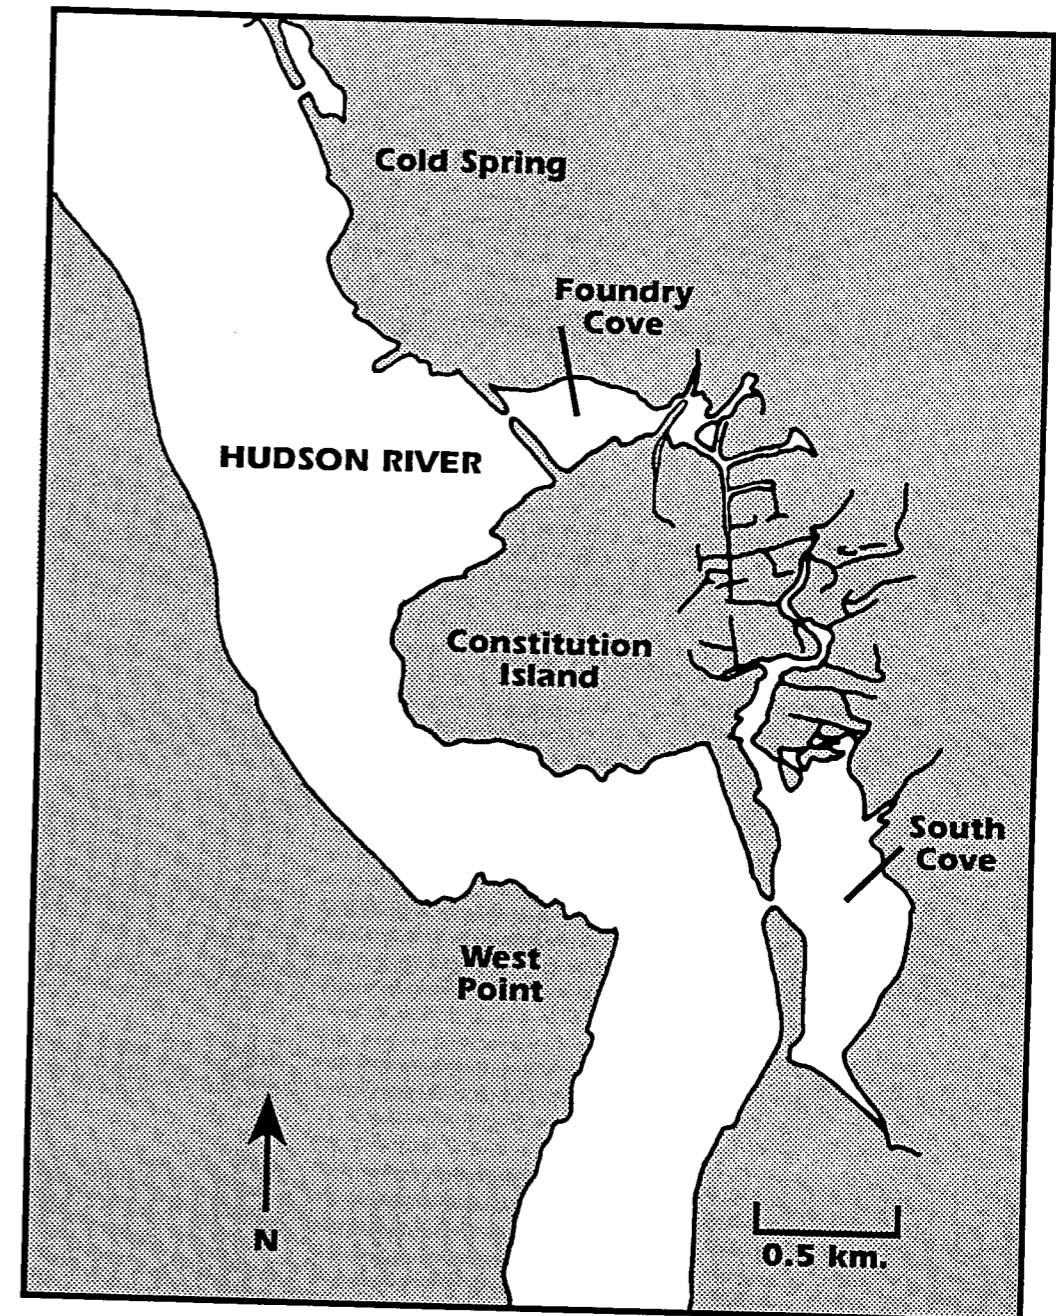 Cold Spring
Foundry
Cove
HUDSON RIVER
Constitution
Island
South
Cove
West
Point
N
0.5 km.